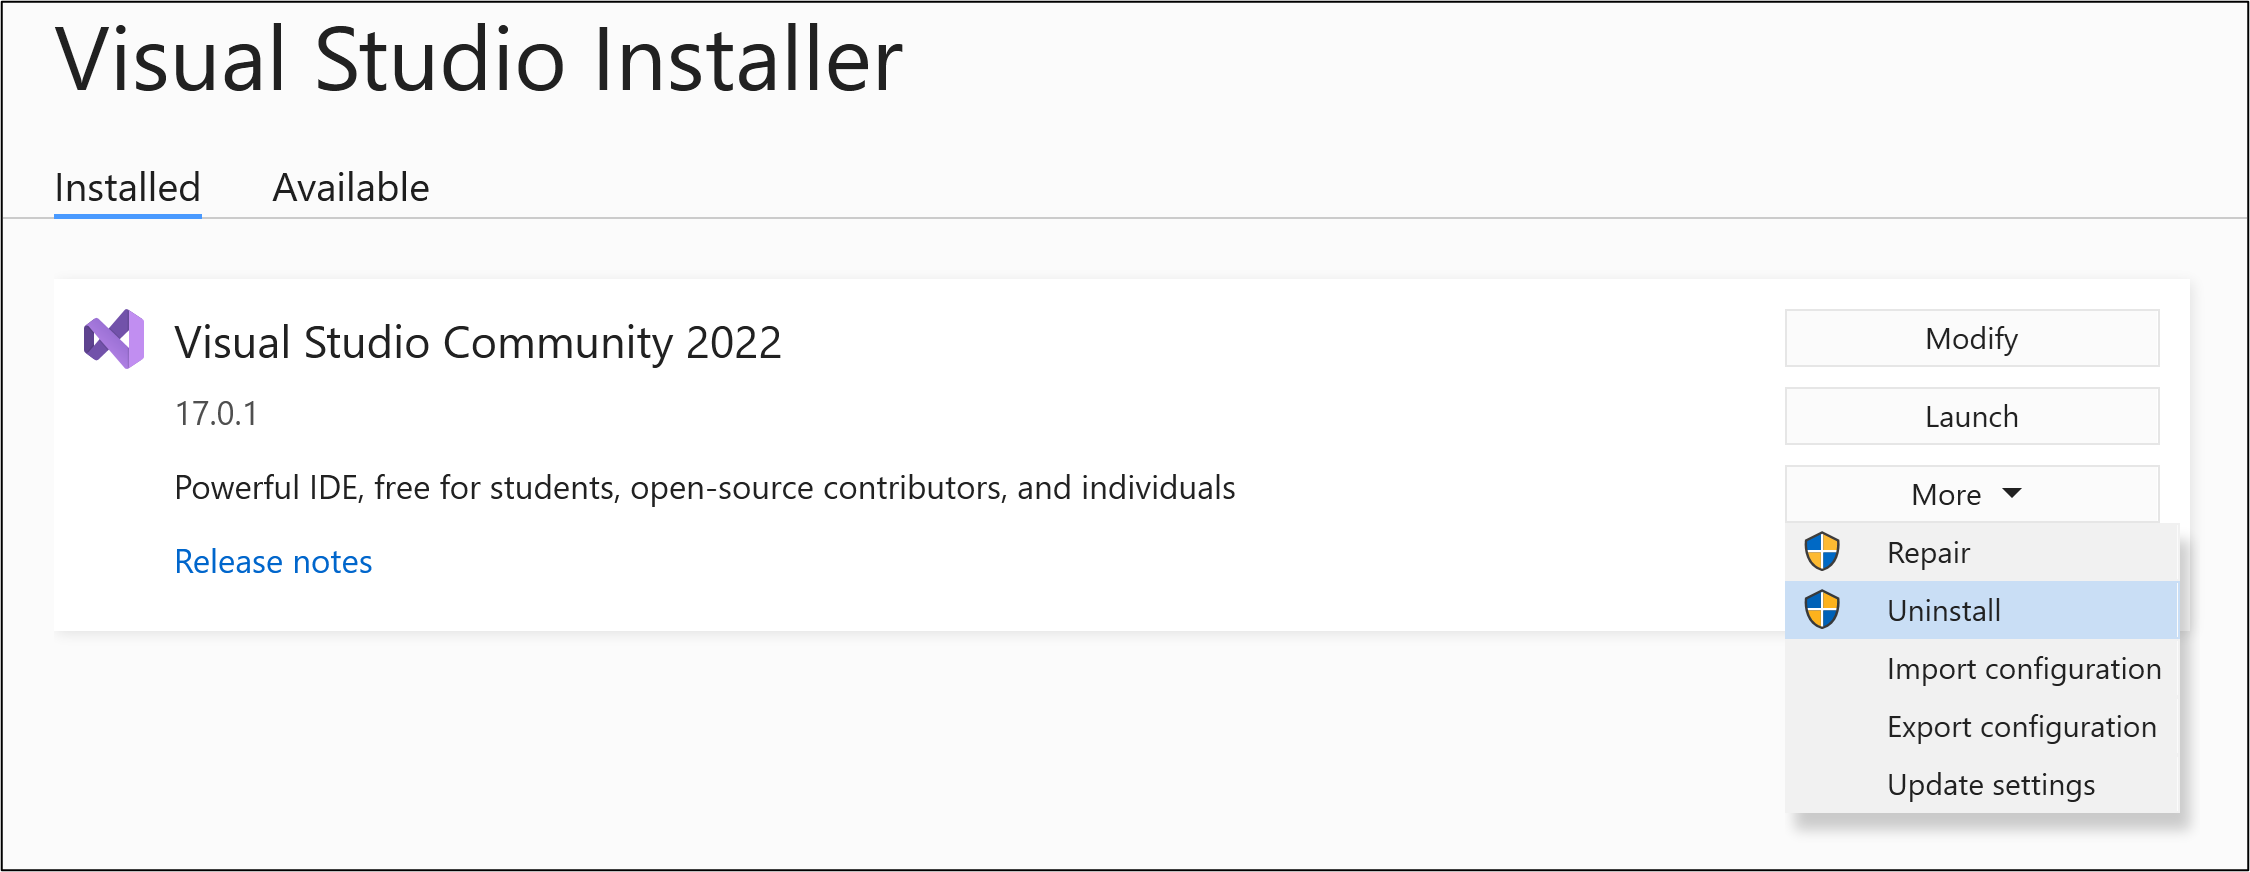 Visual Studio Installer
Installed Available
Visual Studio Community 2022
17.0.1
Powerful IDE, free for students, open-source contributors, and individuals
Release notes
Modify
Launch
More
Repair
Uninstall
Import configuration
Export configuration
Update settings